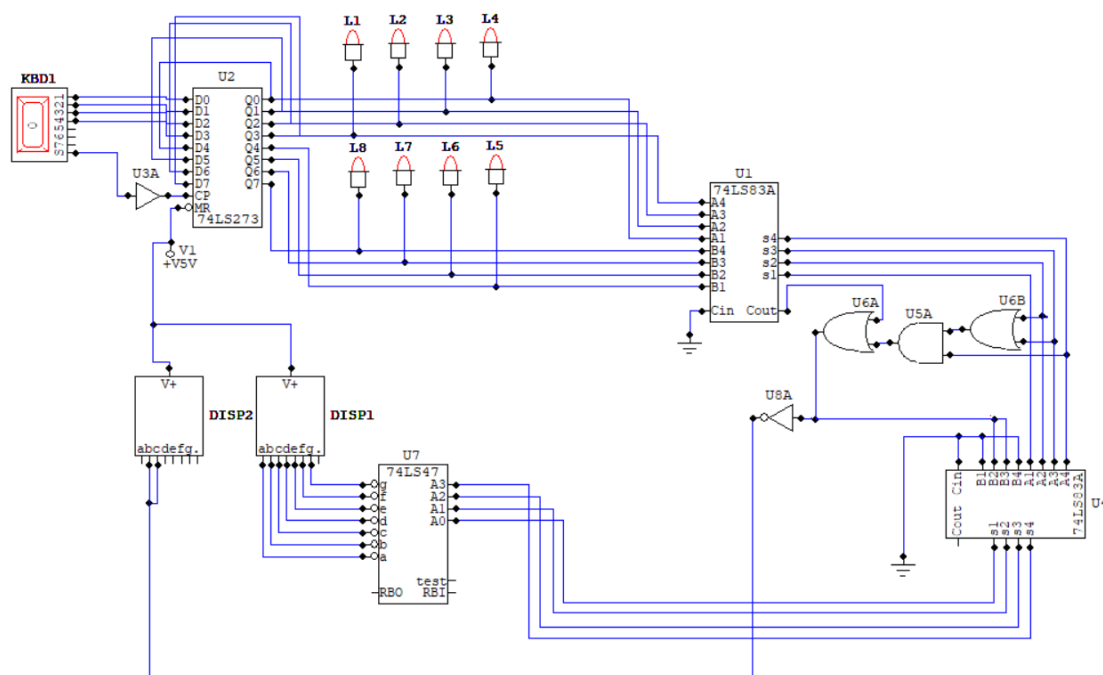 L1 L2 L3 L4
KBD1
U2
0
S7654321
D0 Q0
D1 Q1
D2 Q2
D3 Q3
D4 Q4
D5 Q5
D6 Q6
D7 Q7
CP
MR
74LS273
U3A
V1
+V5V
L8 L7 L6 L5
U1
74LS83A
A4
A3
A2
A1 s4
B4 s3
B3 s2
B2 s1
B1
Cin Cout
U6A
U5A
U6B
U8A
V+
DISP2
abcdefg.
V+
DISP1
abcdefg.
U7
74LS47
g A3
f A2
e A1
d A0
c
b
a
test
RBO RBI
Cin B1 B2 B3 B4 A1 A2 A3 A4
74LS83A
Cout s1 s2 s3 s4